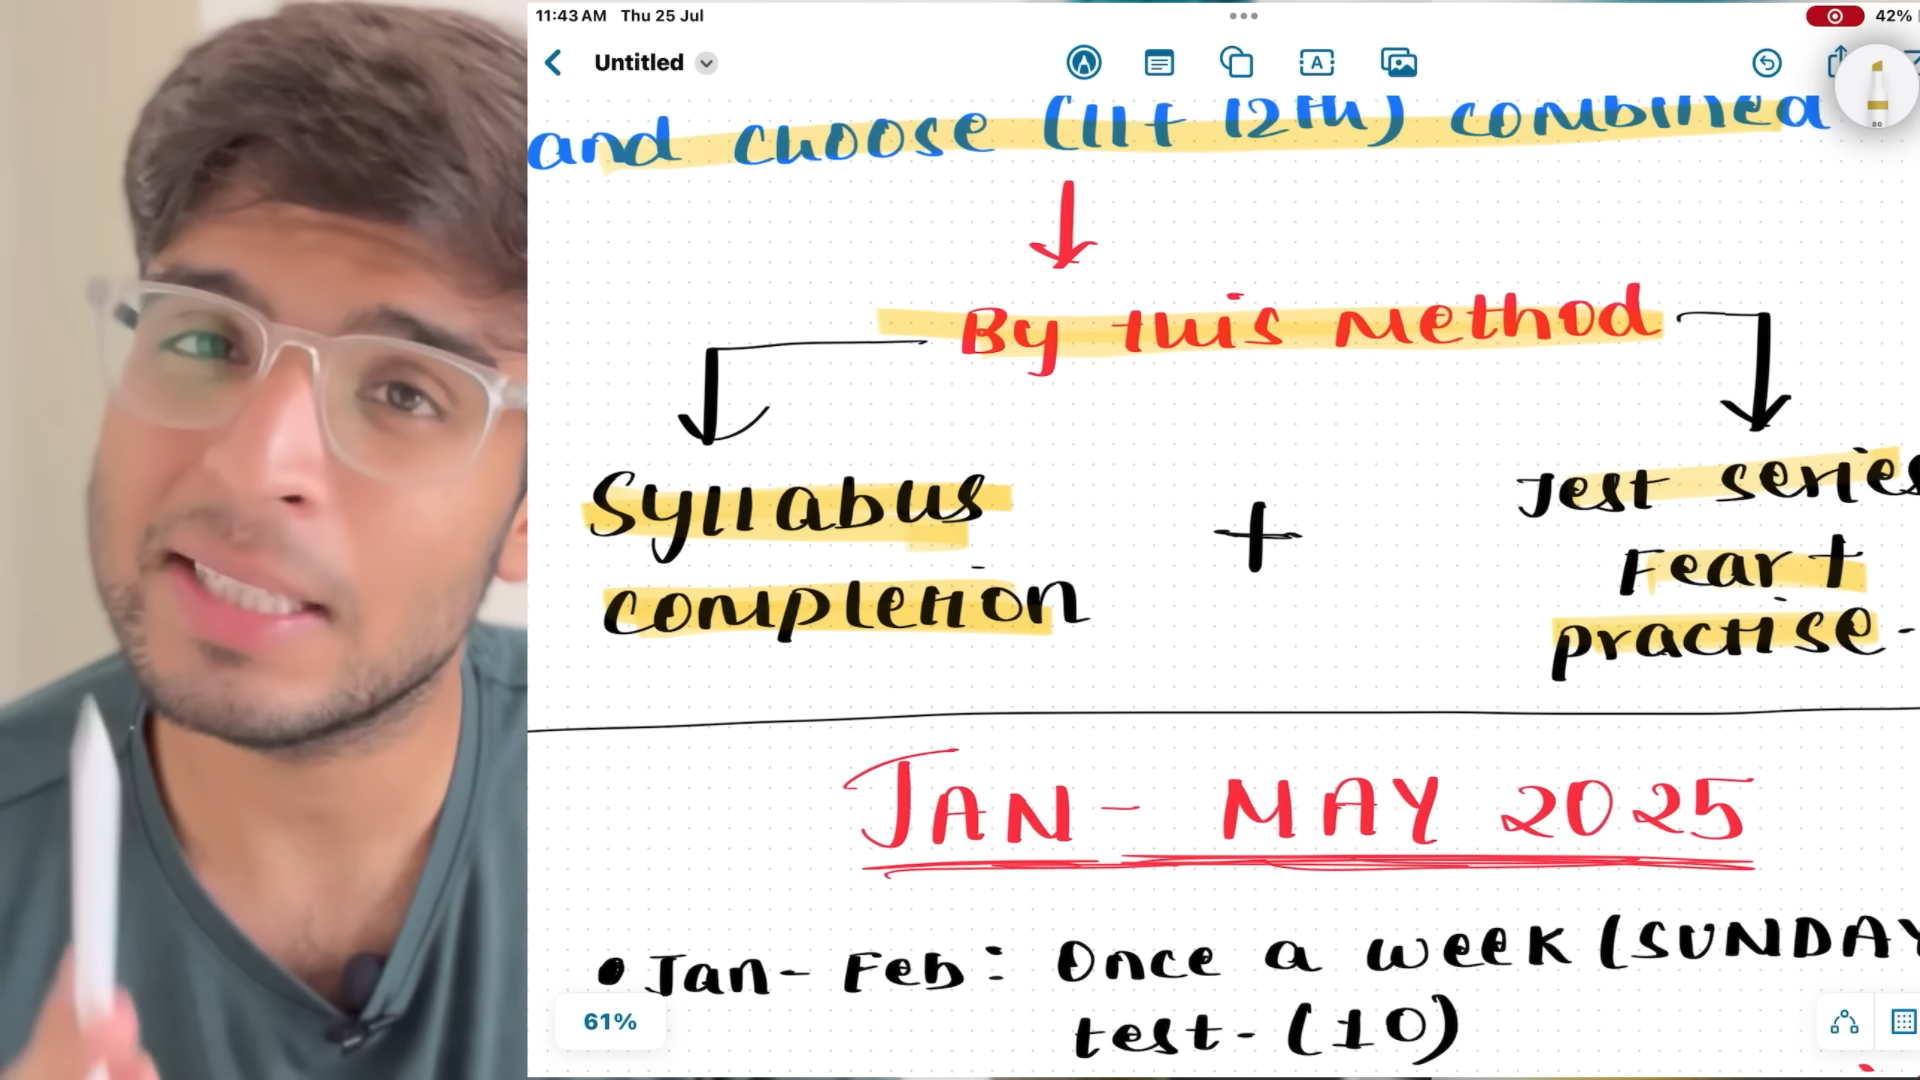 11:43 AM Thu 25 Jul
42%
Untitled
A
80
and choose (11+ 12th) combined
By this Method
Syllabus
completion
+
Test series
Fear +
practise -
JAN - MAY 2025
• Jan - Feb: Once a week (SUNDAY
test - (10)
61%